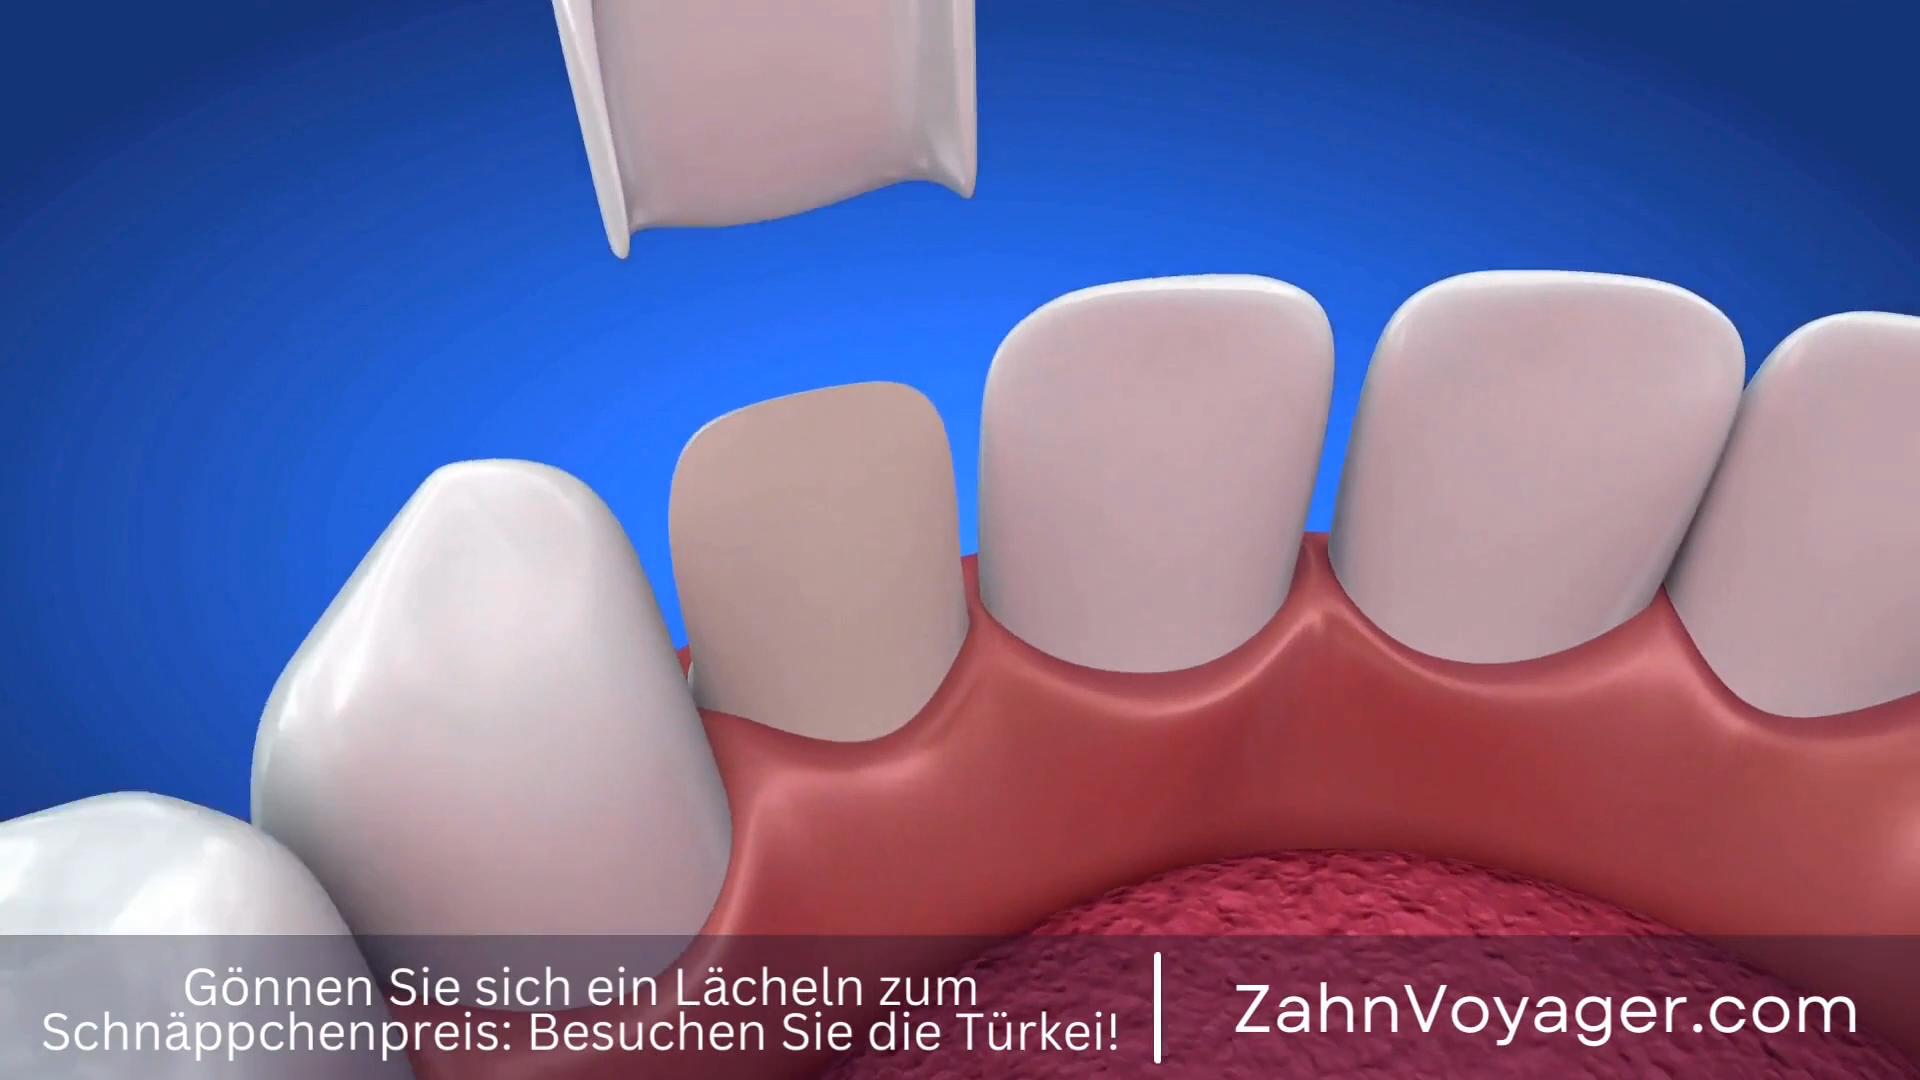 Gönnen Sie sich ein Lächeln zum
Schnäppchenpreis: Besuchen Sie die Türkei!
ZahnVoyager.com